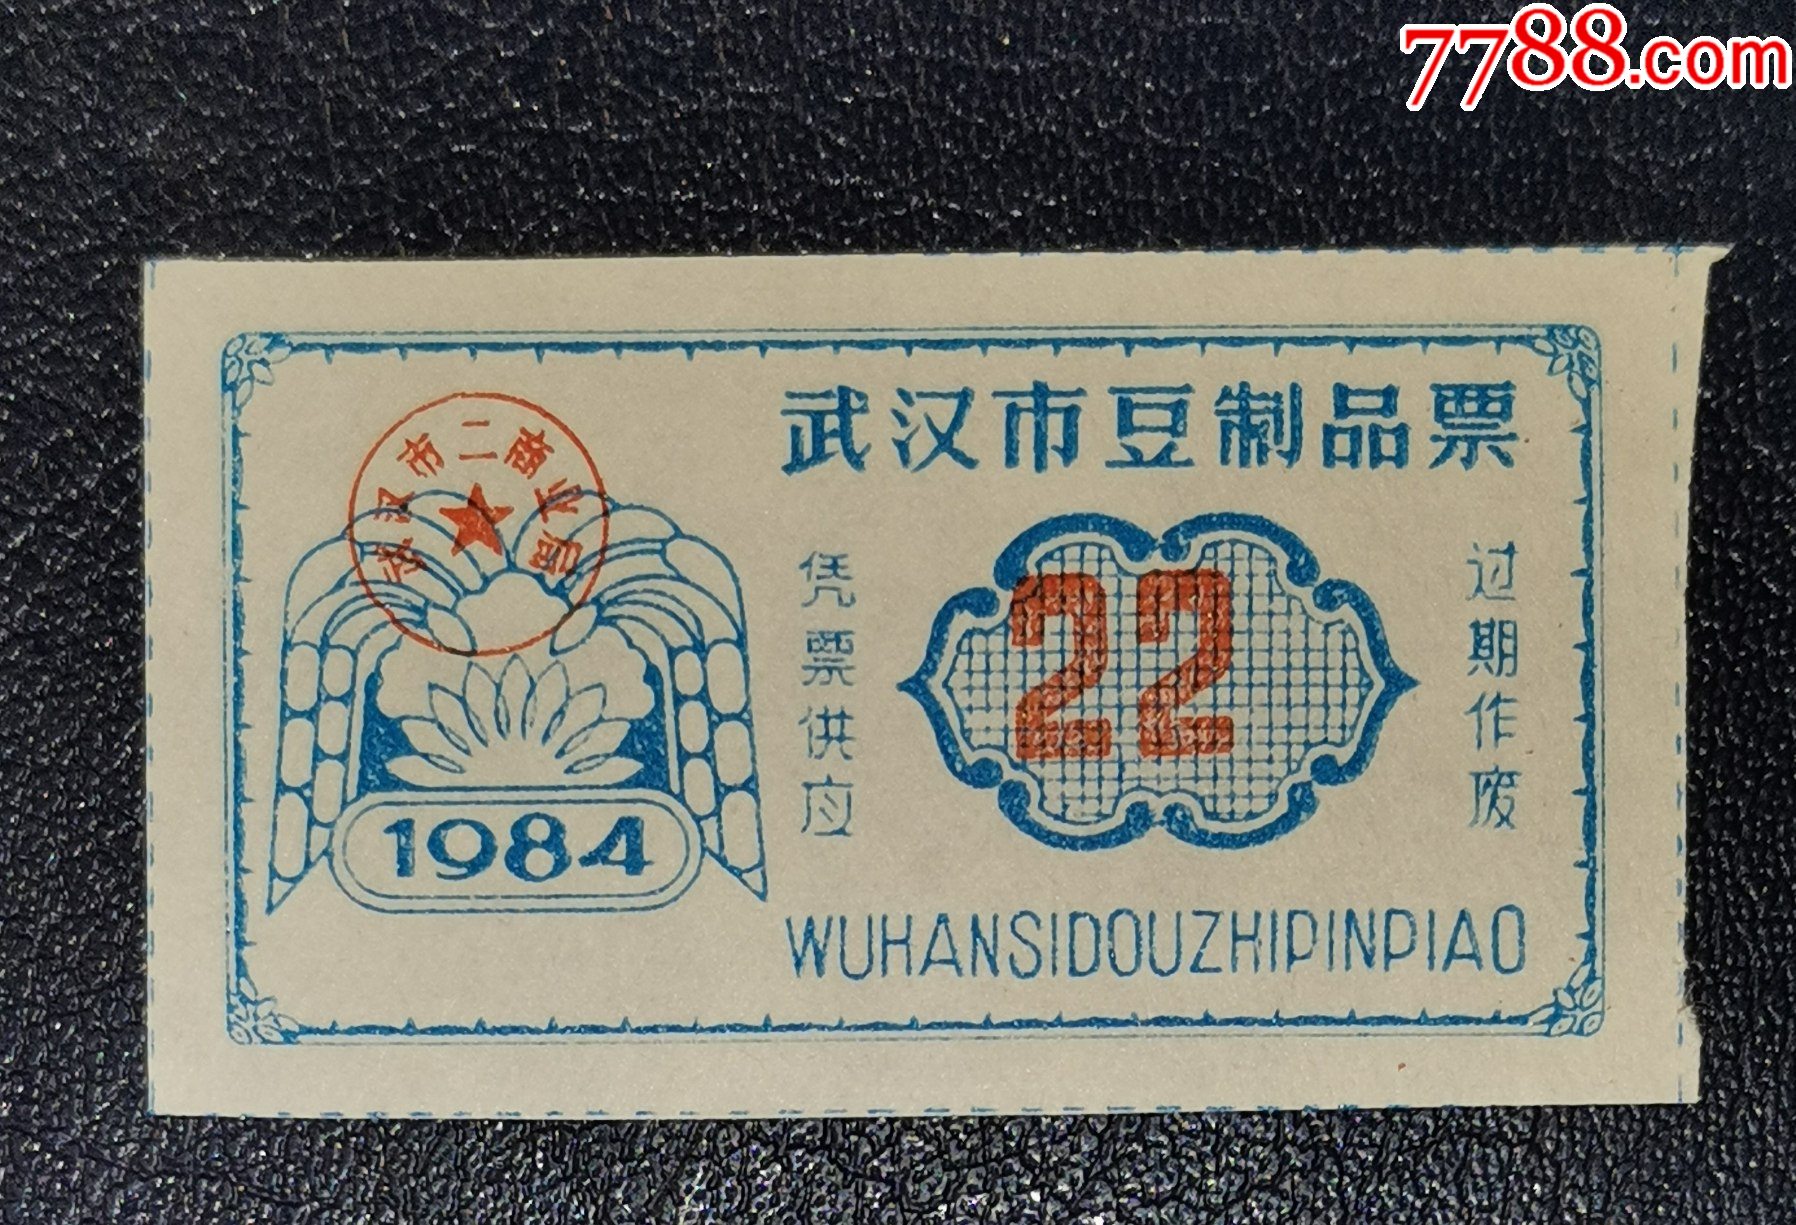 7788.com
武汉市豆制品票
武汉市二商业局
凭票供应
22
过期作废
1984
WUHANSIDOUZHIPINPIAO